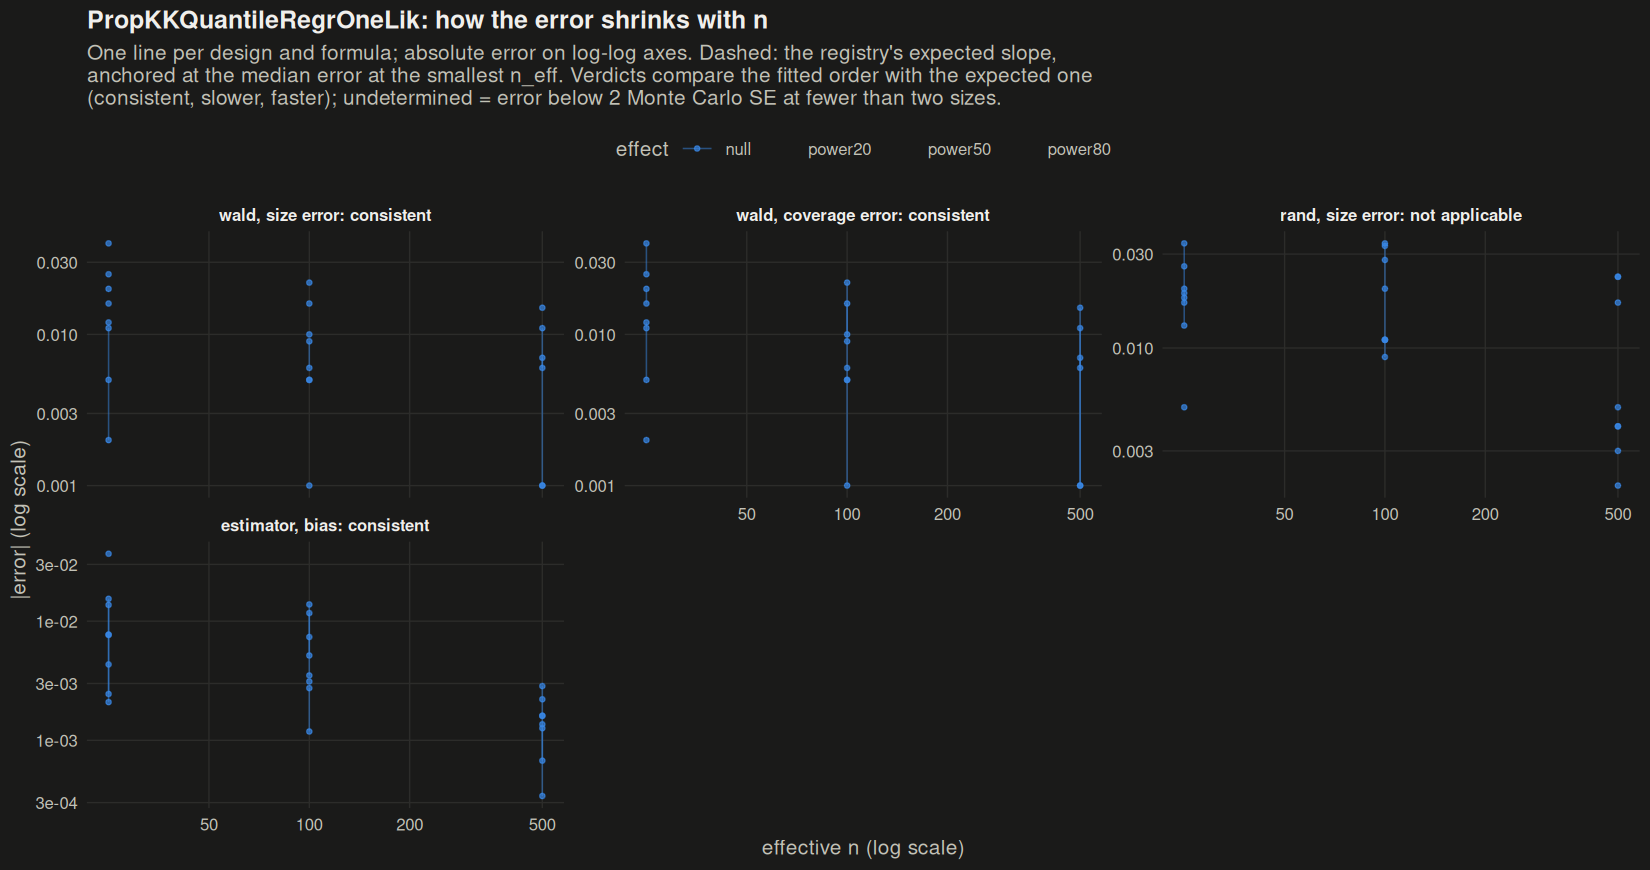 PropKKQuantileRegrOneLik: how the error shrinks with n
One line per design and formula; absolute error on log-log axes. Dashed: the registry's expected slope,
anchored at the median error at the smallest n_eff. Verdicts compare the fitted order with the expected one
(consistent, slower, faster); undetermined = error below 2 Monte Carlo SE at fewer than two sizes.
effect null power20 power50 power80
wald, size error: consistent
0.030
0.010
0.003
0.001
wald, coverage error: consistent
0.030
0.010
0.003
0.001
50 100 200 500
rand, size error: not applicable
0.030
0.010
0.003
50 100 200 500
estimator, bias: consistent
3e-02
1e-02
3e-03
1e-03
3e-04
50 100 200 500
|error| (log scale)
effective n (log scale)